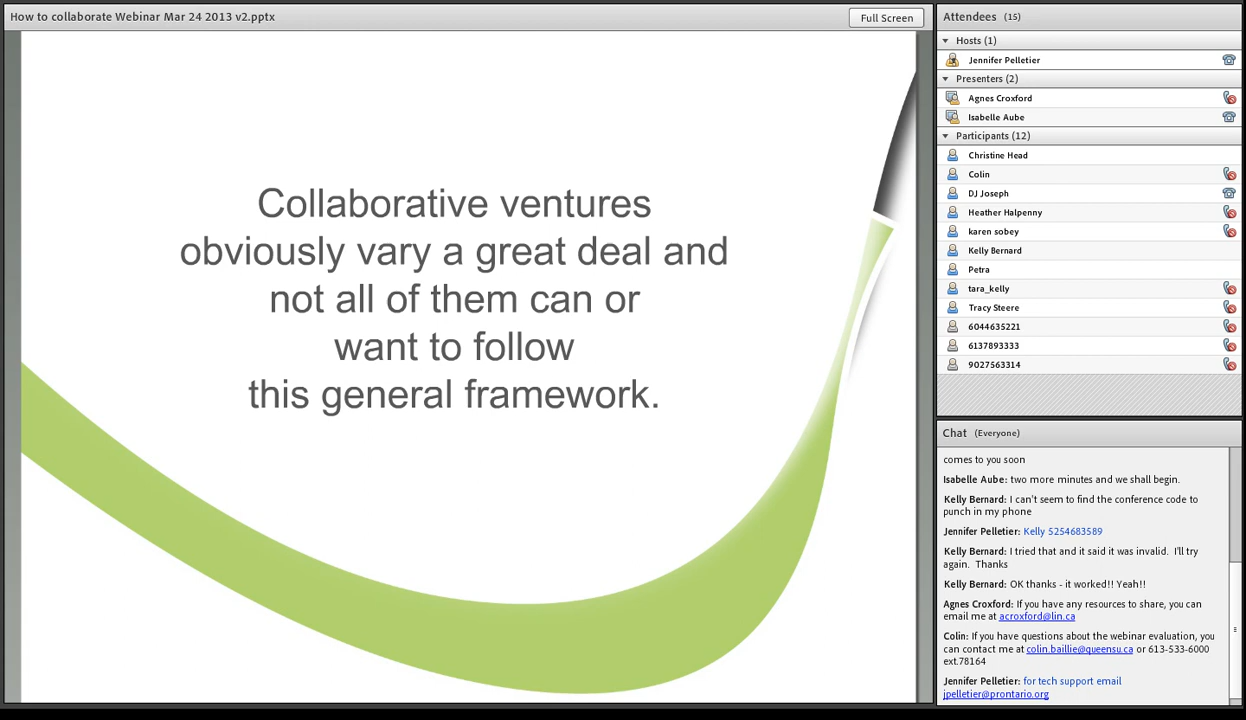 How to collaborate Webinar Mar 24 2013 v2.pptx
Full Screen
Collaborative ventures
obviously vary a great deal and
not all of them can or
want to follow
this general framework.
Attendees (15)
Hosts (1)
Jennifer Pelletier
Presenters (2)
Agnes Croxford
Isabelle Aube
Participants (12)
Christine Head
Colin
DJ Joseph
Heather Halpenny
karen sobey
Kelly Bernard
Petra
tara_kelly
Tracy Steere
6044635221
6137893333
9027563314
Chat (Everyone)
comes to you soon
Isabelle Aube: two more minutes and we shall begin.
Kelly Bernard: I can't seem to find the conference code to
punch in my phone
Jennifer Pelletier: Kelly 5254683589
Kelly Bernard: I tried that and it said it was invalid. I'll try
again. Thanks
Kelly Bernard: OK thanks - it worked!! Yeah!!
Agnes Croxford: If you have any resources to share, you can
email me at acroxford@lin.ca
Colin: If you have questions about the webinar evaluation, you
can contact me at colin.baillie@queensu.ca or 613-533-6000
ext.78164
Jennifer Pelletier: for tech support email
jpelletier@prontario.org